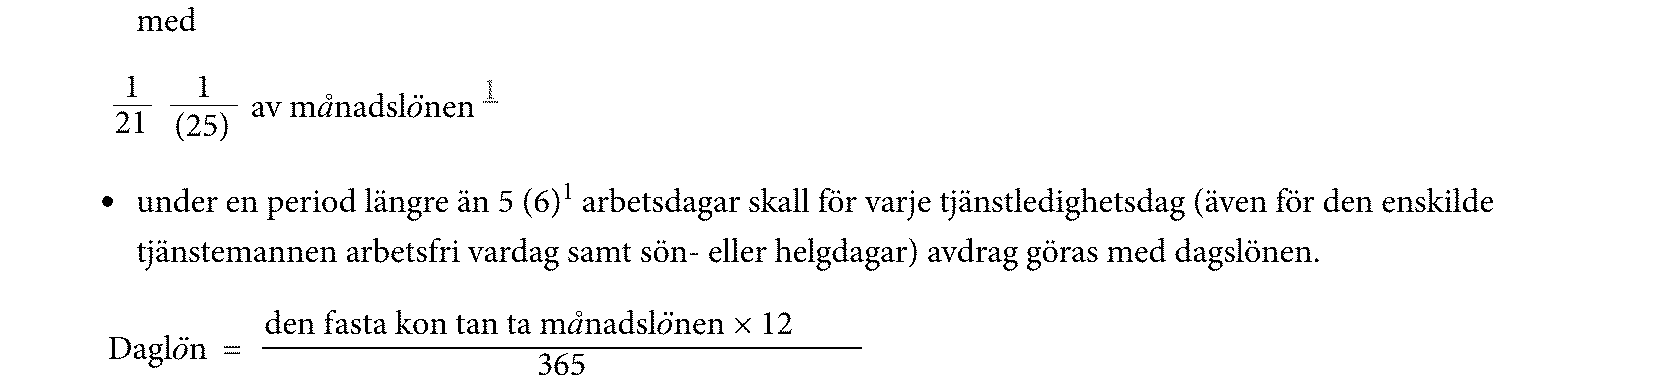 med
1/21 1/(25) av månadslönen 1
• under en period längre än 5 (6)1 arbetsdagar skall för varje tjänstledighetsdag (även för den enskilde
tjänstemannen arbetsfri vardag samt sön- eller helgdagar) avdrag göras med dagslönen.
den fasta kon tan ta månadslönen × 12
Daglön =
365